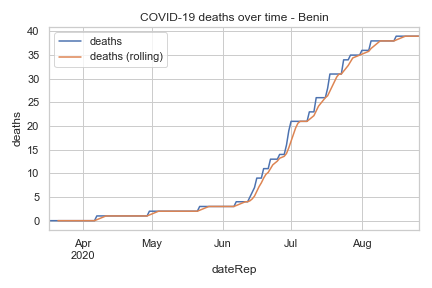 COVID-19 deaths over time - Benin
deaths
deaths (rolling)
40
35
30
25
20
15
10
5
0
deaths
Apr
2020
May
Jun
Jul
Aug
dateRep